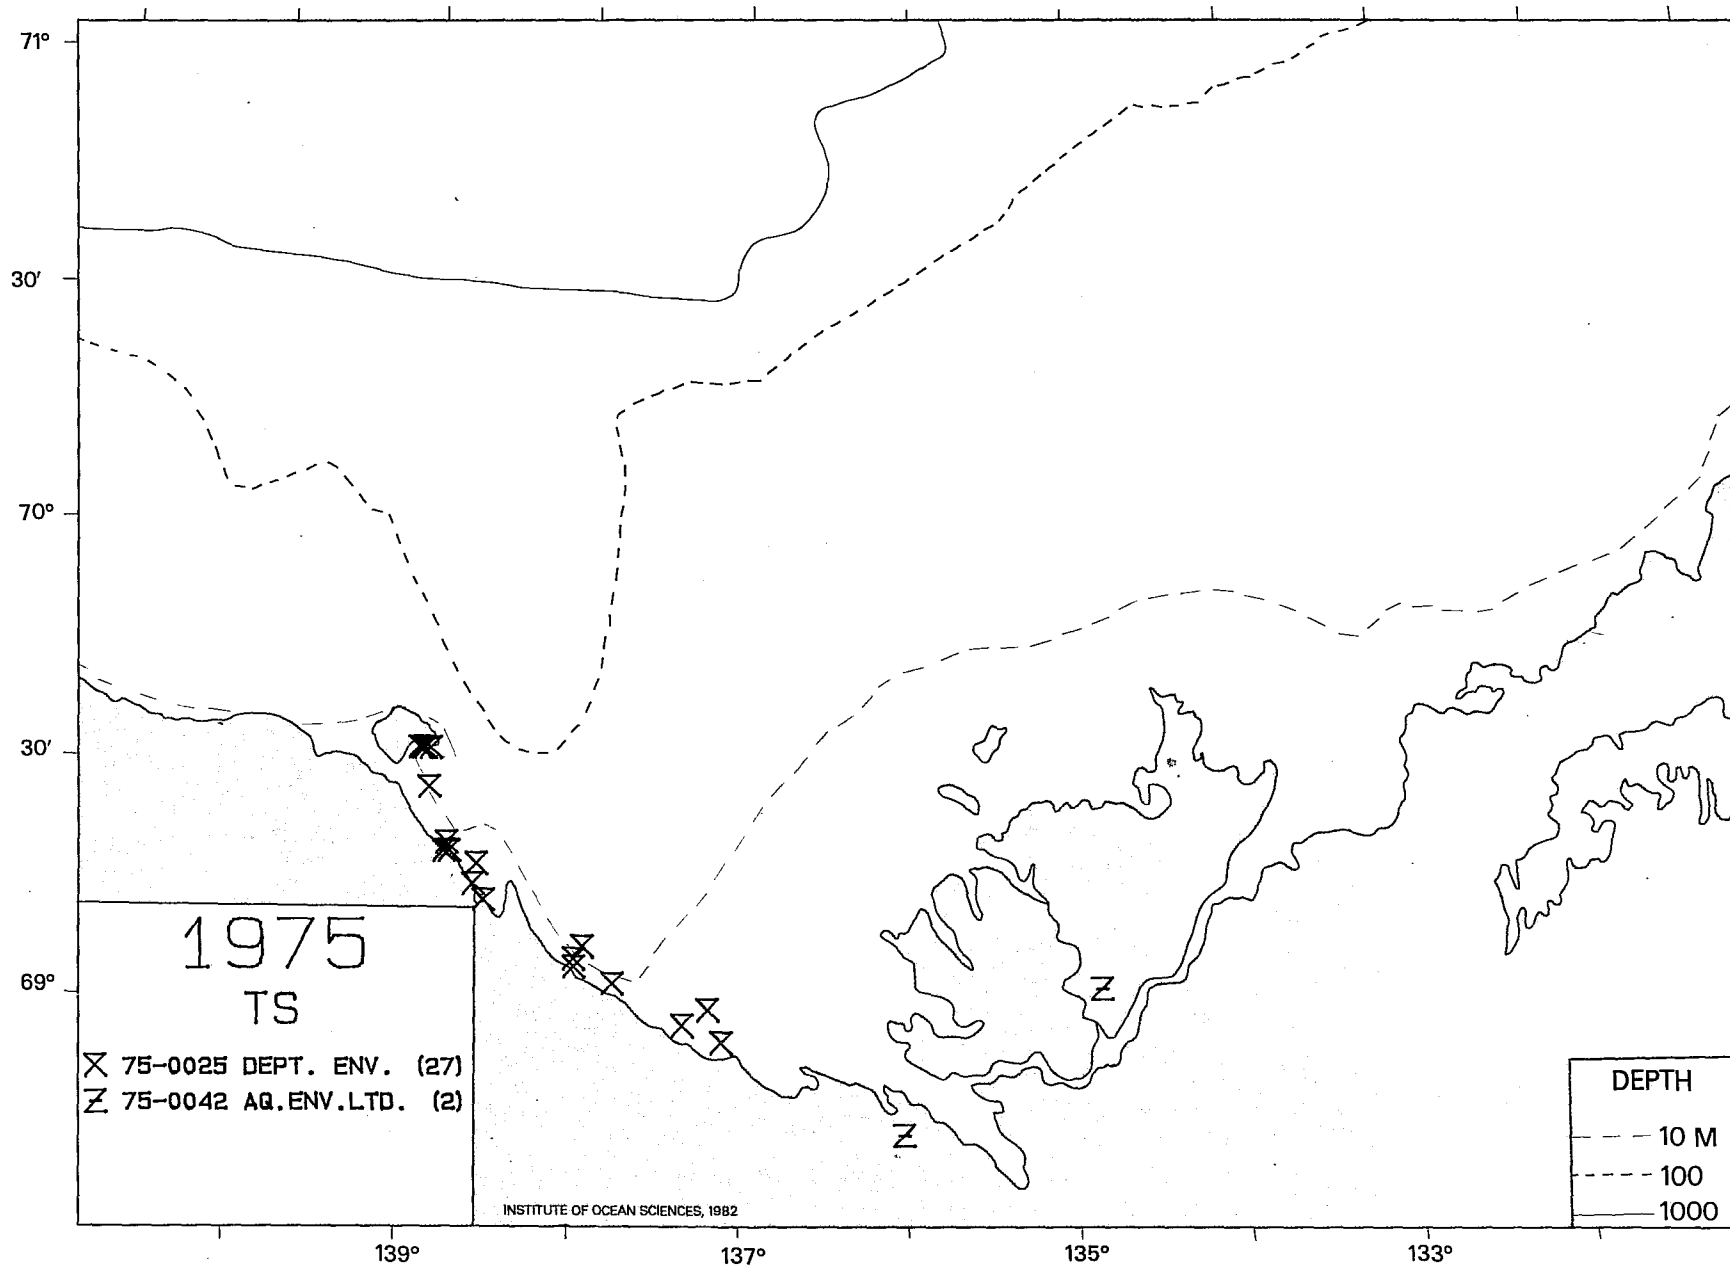 71°
30'
70°
30'
69°
1975
TS
X 75-0025 DEPT. ENV. (27)
Z 75-0042 AQ.ENV.LTD. (2)
Z
Z
INSTITUTE OF OCEAN SCIENCES, 1982
DEPTH
10 M
100
1000
139°
137°
135°
133°